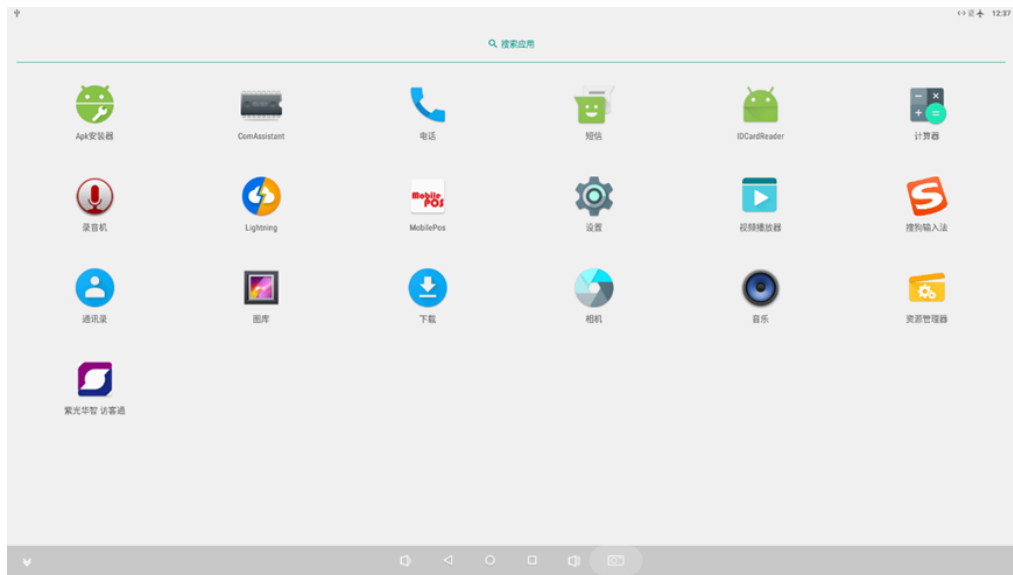 12:37
搜索应用
Apk安装器
ComAssistant
电话
短信
IDCardReader
计算器
录音机
Lightning
Mobile
POS
MobilePos
设置
视频播放器
搜狗输入法
通讯录
图库
下载
相机
音乐
资源管理器
紫光华智 访客通